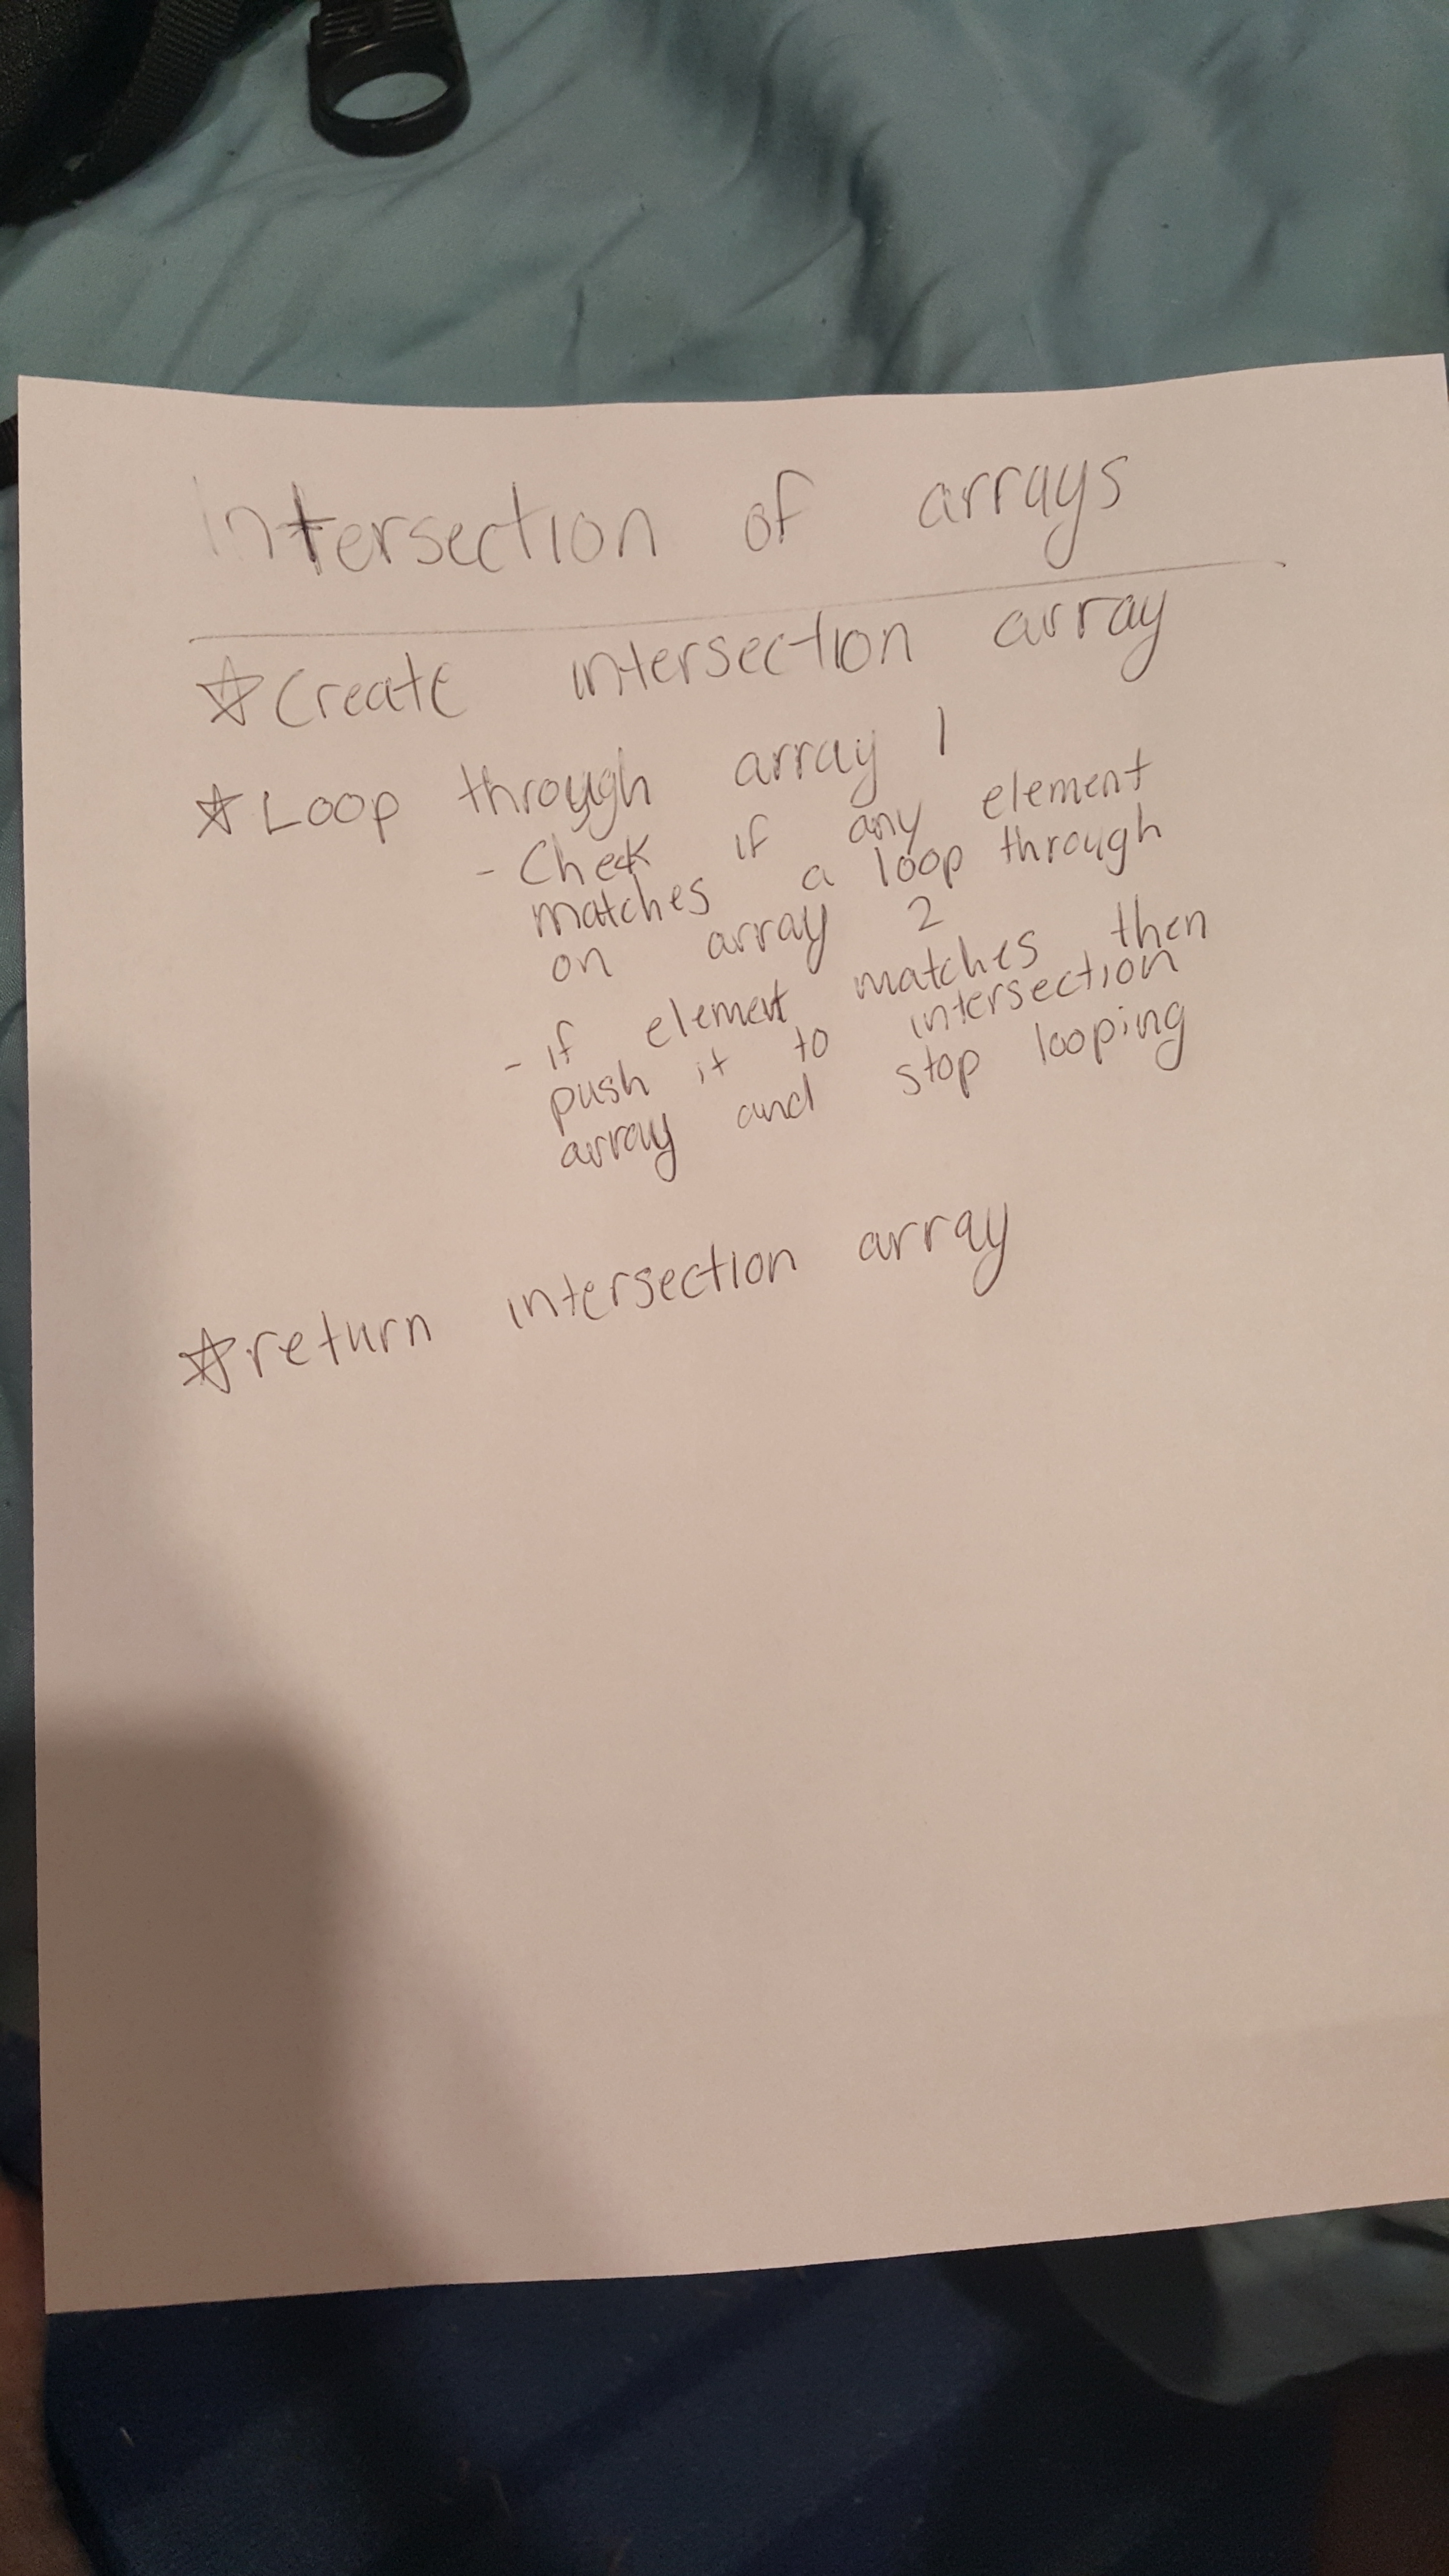 intersection of arrays
☆ Create intersection array
☆ Loop through array 1
- Check if any element
matches a loop through
on array 2
- if element matches then
push it to intersection
array and stop looping
☆ return intersection array